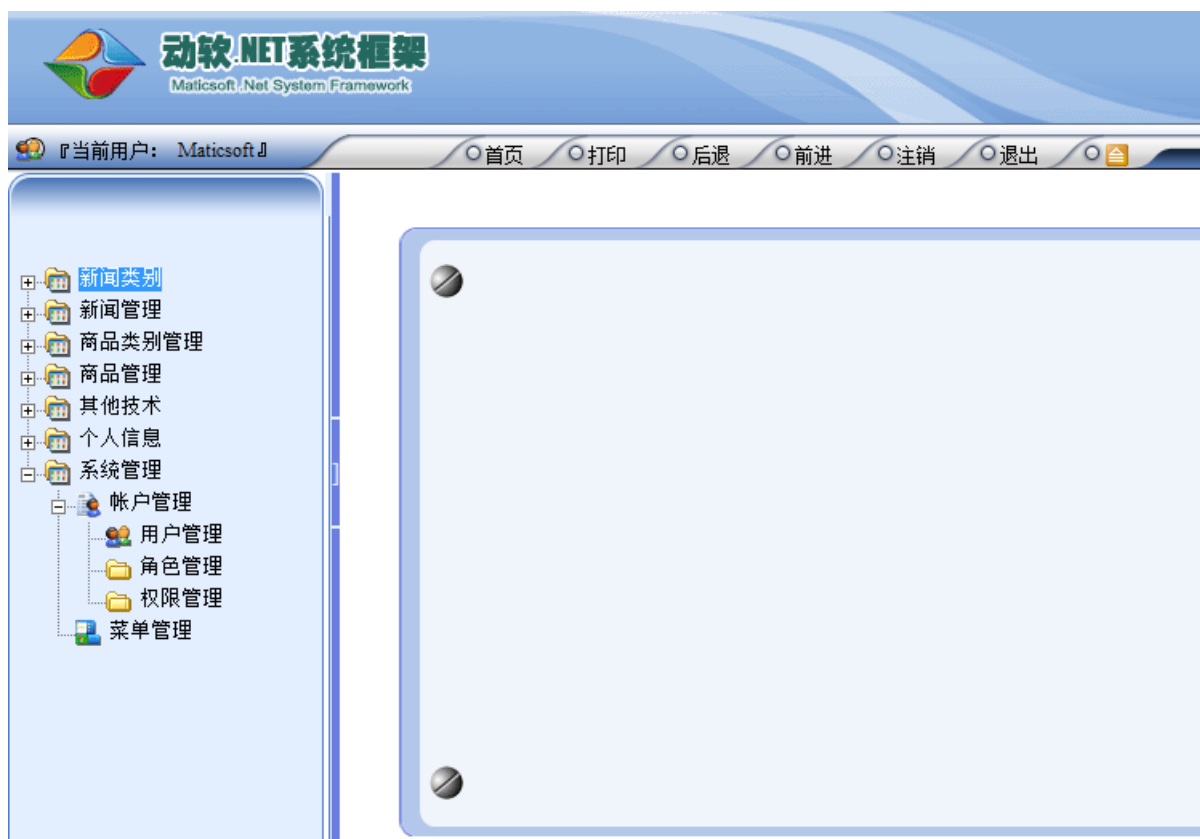 动软.NET系统框架
Maticsoft .Net System Framework
『当前用户： Maticsoft』
首页 打印 后退 前进 注销 退出
新闻类别
新闻管理
商品类别管理
商品管理
其他技术
个人信息
系统管理
帐户管理
用户管理
角色管理
权限管理
菜单管理